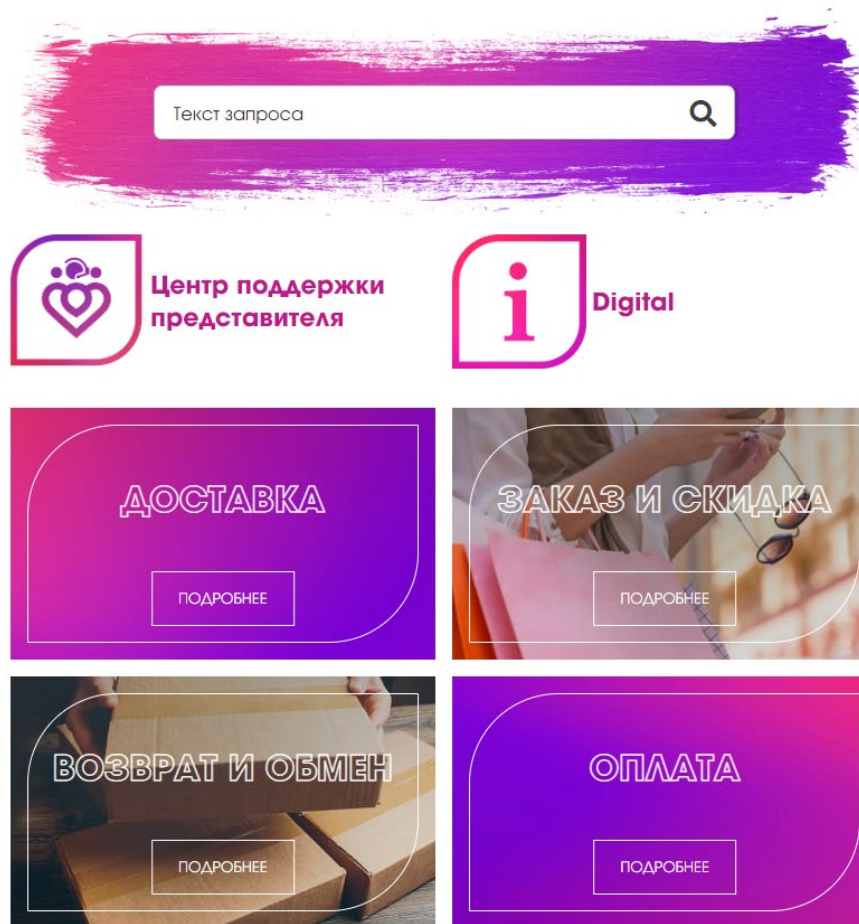 Текст запроса
Центр поддержки
представителя
Digital
ДОСТАВКА
ПОДРОБНЕЕ
ЗАКАЗ И СКИДКА
ПОДРОБНЕЕ
ВОЗВРАТ И ОБМЕН
ПОДРОБНЕЕ
ОПЛАТА
ПОДРОБНЕЕ